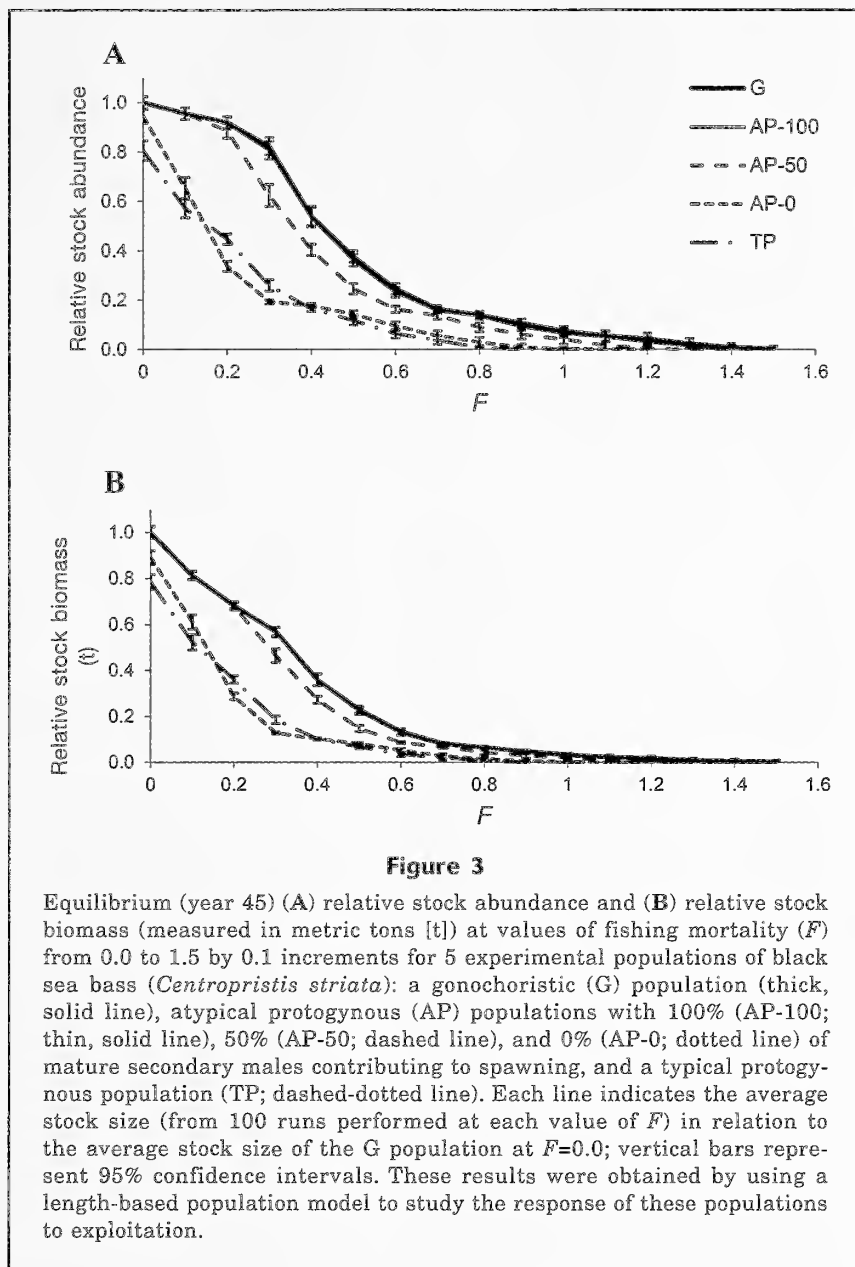 A
Relative stock abundance
1.0
0.8
0.6
0.4
0.2
0.0
0
0.2
0.4
0.6
0.8
1
1.2
1.4
1.6
F
G
AP-100
AP-50
AP-0
TP
B
Relative stock biomass
(t)
1.0
0.8
0.6
0.4
0.2
0.0
0
0.2
0.4
0.6
0.8
1
1.2
1.4
1.6
F
Figure 3
Equilibrium (year 45) (A) relative stock abundance and (B) relative stock
biomass (measured in metric tons [t]) at values of fishing mortality (F)
from 0.0 to 1.5 by 0.1 increments for 5 experimental populations of black
sea bass (Centropristis striata): a gonochoristic (G) population (thick,
solid line), atypical protogynous (AP) populations with 100% (AP-100;
thin, solid line), 50% (AP-50; dashed line), and 0% (AP-0; dotted line) of
mature secondary males contributing to spawning, and a typical protogy-
nous population (TP; dashed-dotted line). Each line indicates the average
stock size (from 100 runs performed at each value of F) in relation to
the average stock size of the G population at F=0.0; vertical bars repre-
sent 95% confidence intervals. These results were obtained by using a
length-based population model to study the response of these populations
to exploitation.